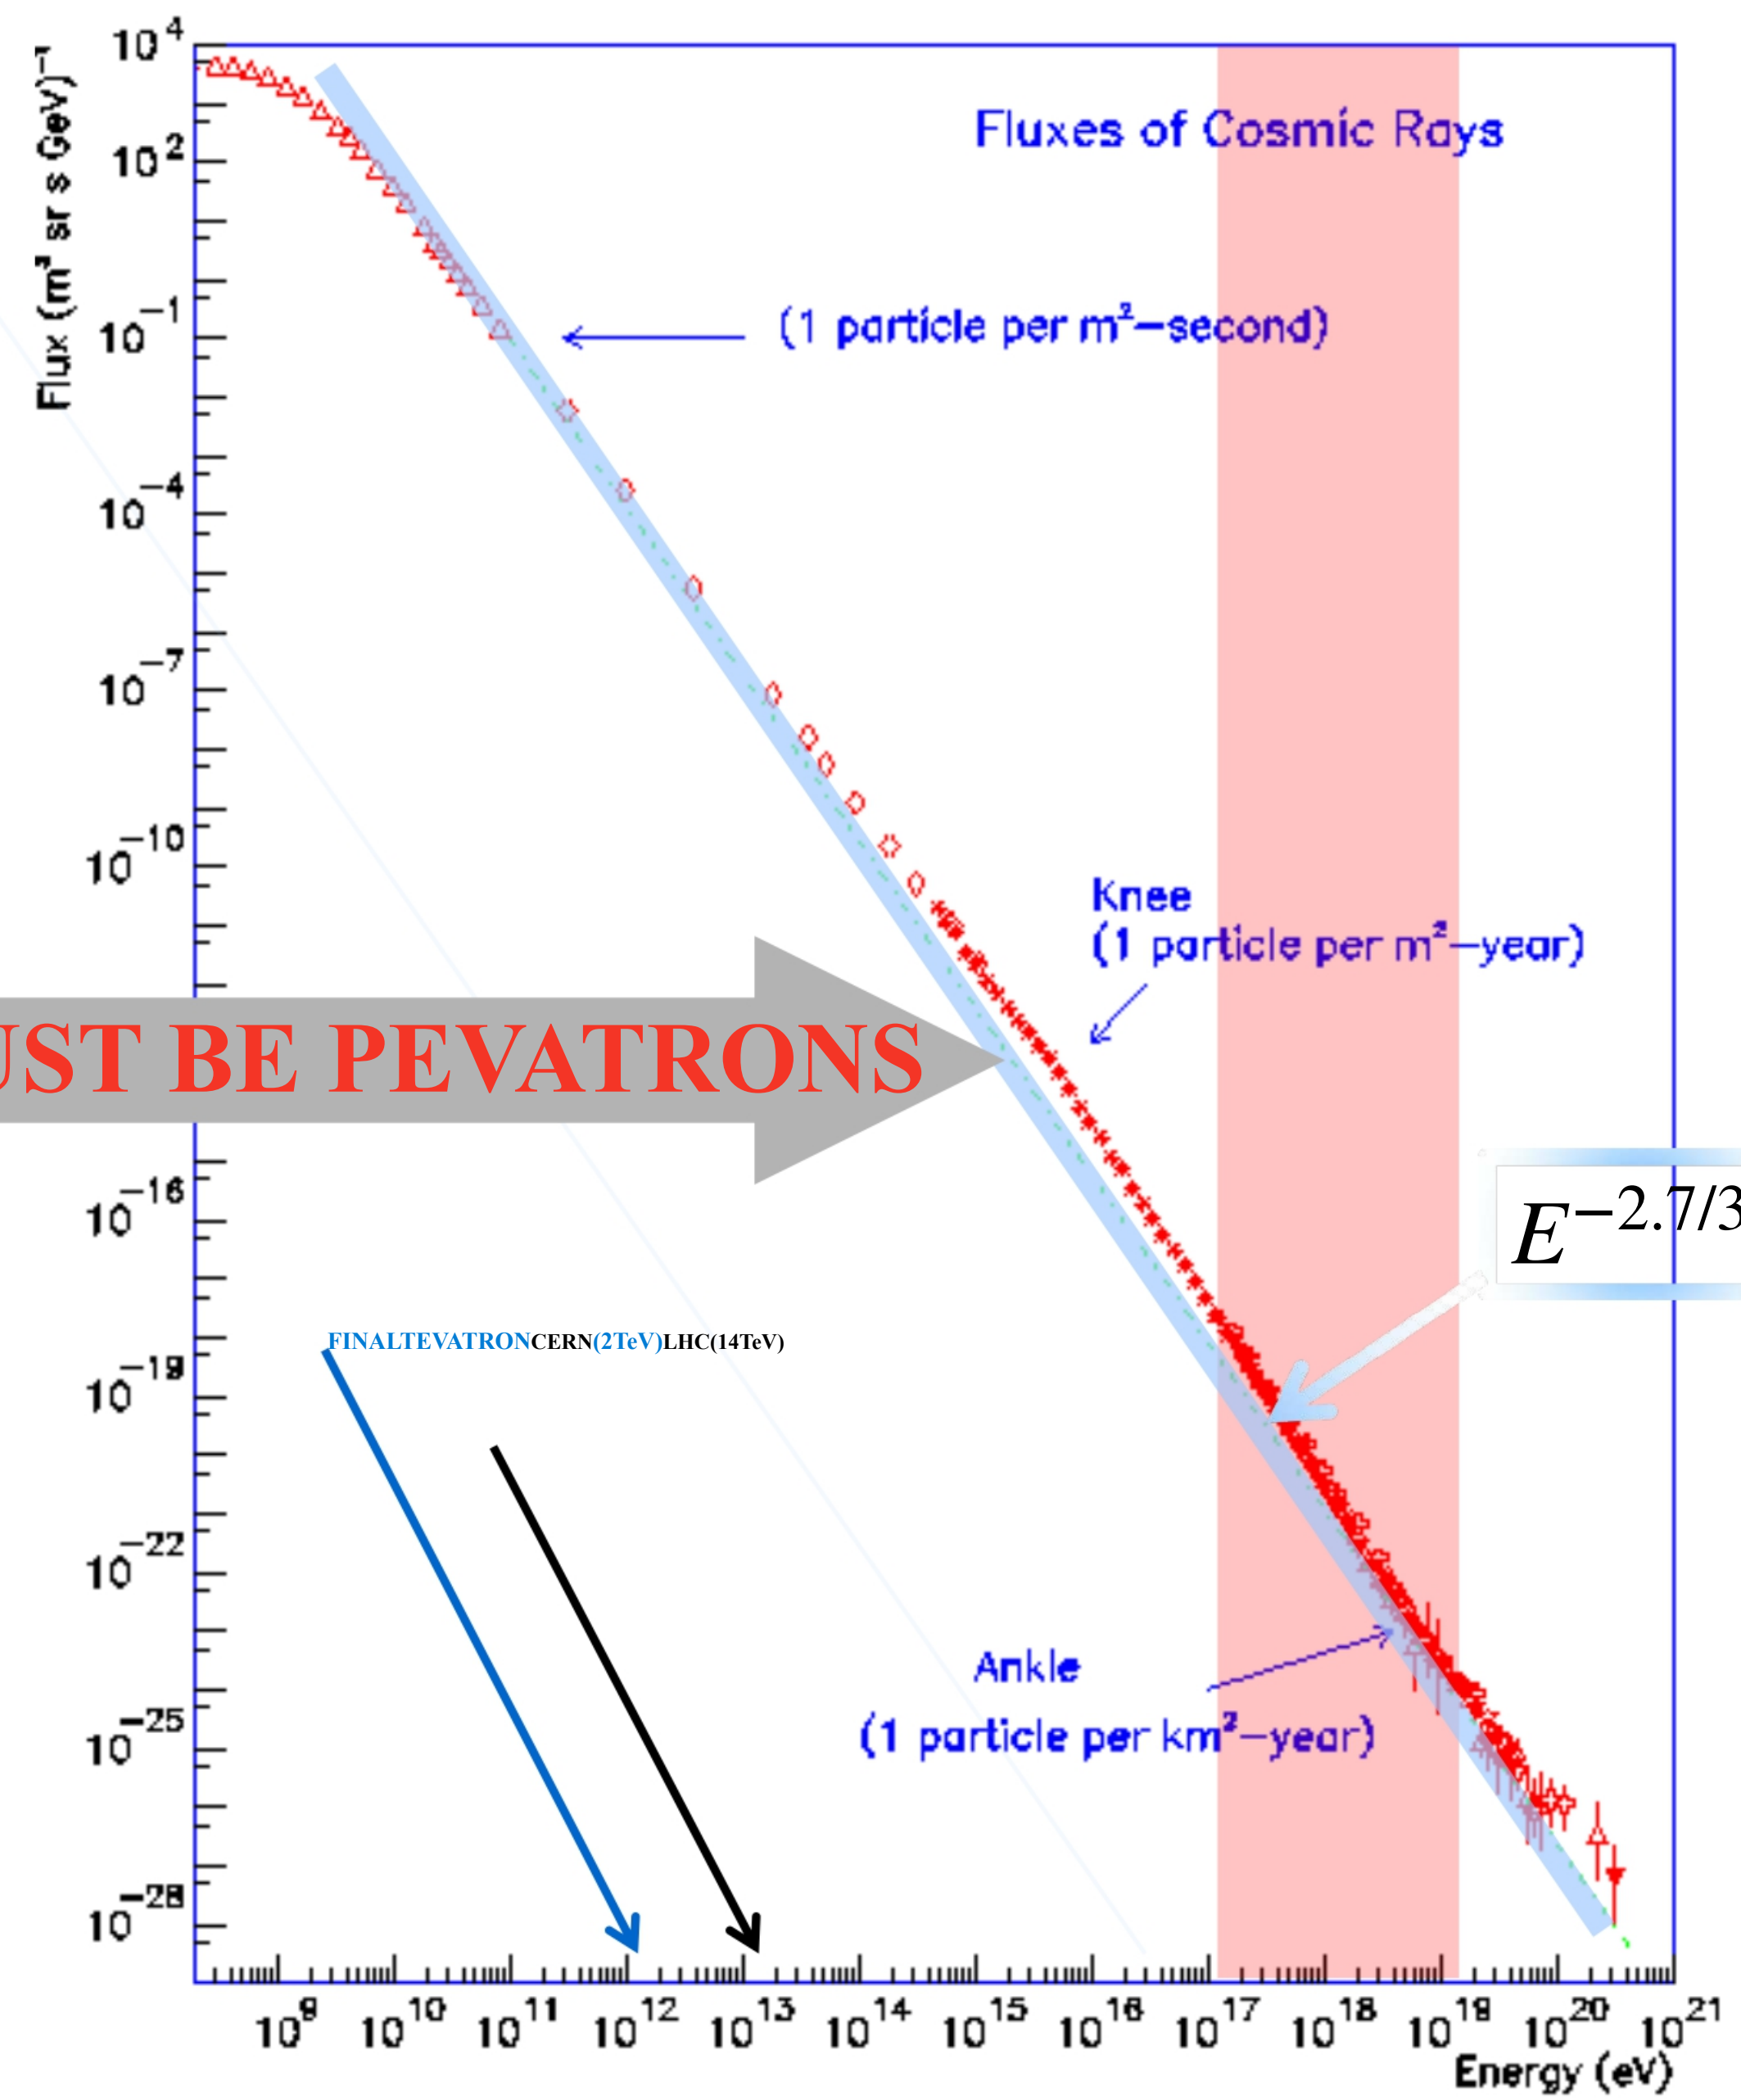 Fluxes of Cosmic Rays
Flux (m² sr s GeV)⁻¹
10⁴
10²
10⁻¹
10⁻⁴
10⁻⁷
10⁻¹⁰
10⁻¹⁶
10⁻¹⁹
10⁻²²
10⁻²⁵
10⁻²⁸
(1 particle per m²–second)
Knee
(1 particle per m²–year)
BE PEVATRONS
E⁻²·⁷/³
FINALTEVATRONCERN(2TeV)LHC(14TeV)
Ankle
(1 particle per km²–year)
10⁹ 10¹⁰ 10¹¹ 10¹² 10¹³ 10¹⁴ 10¹⁵ 10¹⁶ 10¹⁷ 10¹⁸ 10¹⁹ 10²⁰ 10²¹
Energy (eV)